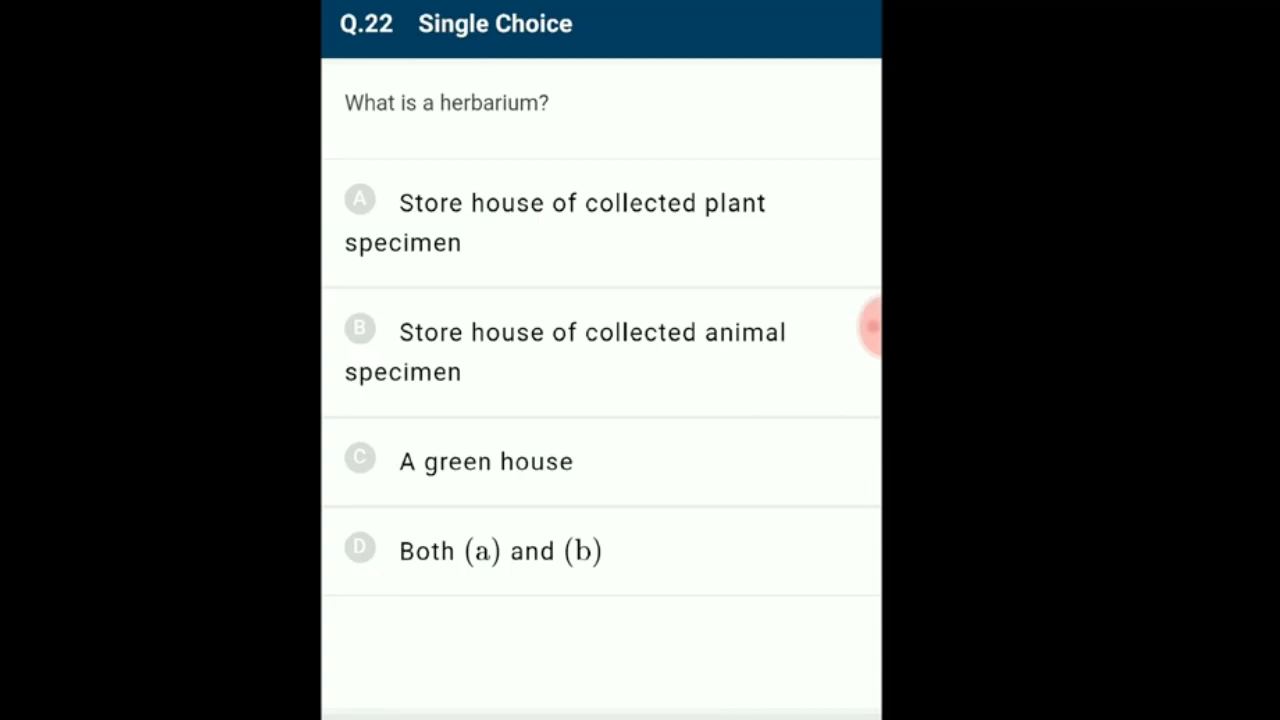 Q.22 Single Choice
What is a herbarium?
A Store house of collected plant
specimen
B Store house of collected animal
specimen
C A green house
D Both (a) and (b)